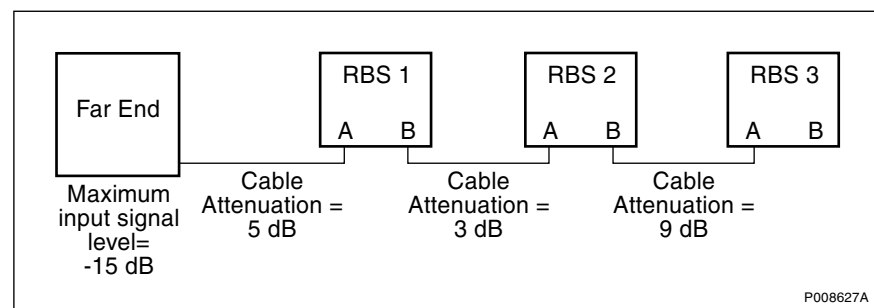 Far End
RBS 1
A B
RBS 2
A B
RBS 3
A B
Maximum
input signal
level=
-15 dB
Cable
Attenuation =
5 dB
Cable
Attenuation =
3 dB
Cable
Attenuation =
9 dB
P008627A